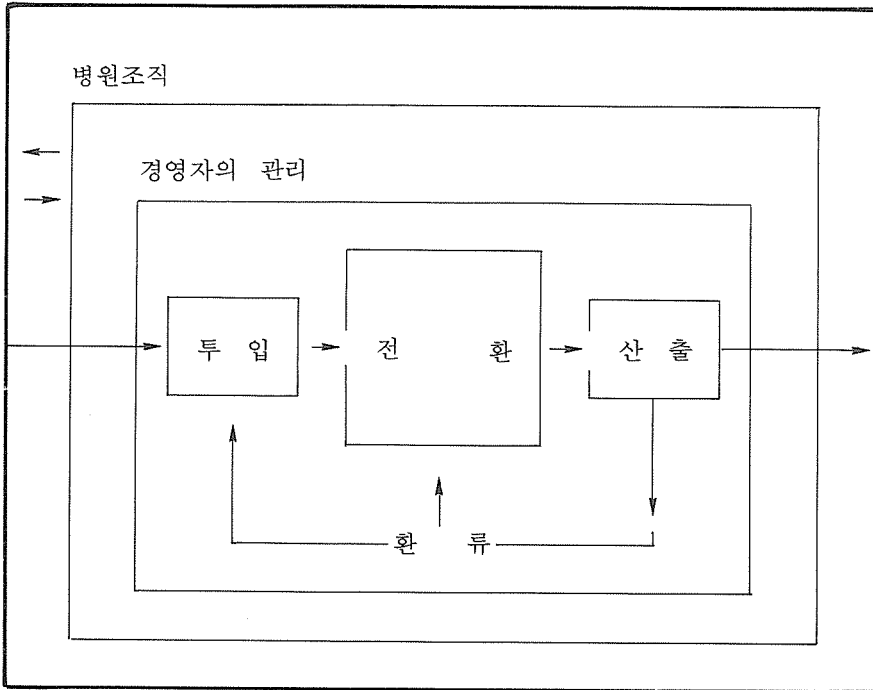 병원조직
경영자의 관리
투 입
전 환
산 출
환 류